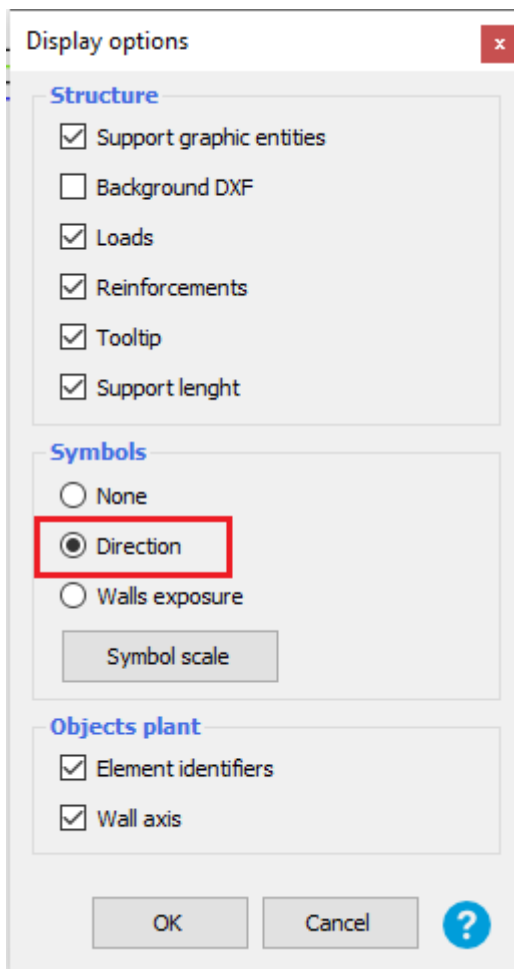 Display options
x
Structure
Support graphic entities
Background DXF
Loads
Reinforcements
Tooltip
Support lenght
Symbols
None
Direction
Walls exposure
Symbol scale
Objects plant
Element identifiers
Wall axis
OK Cancel ?